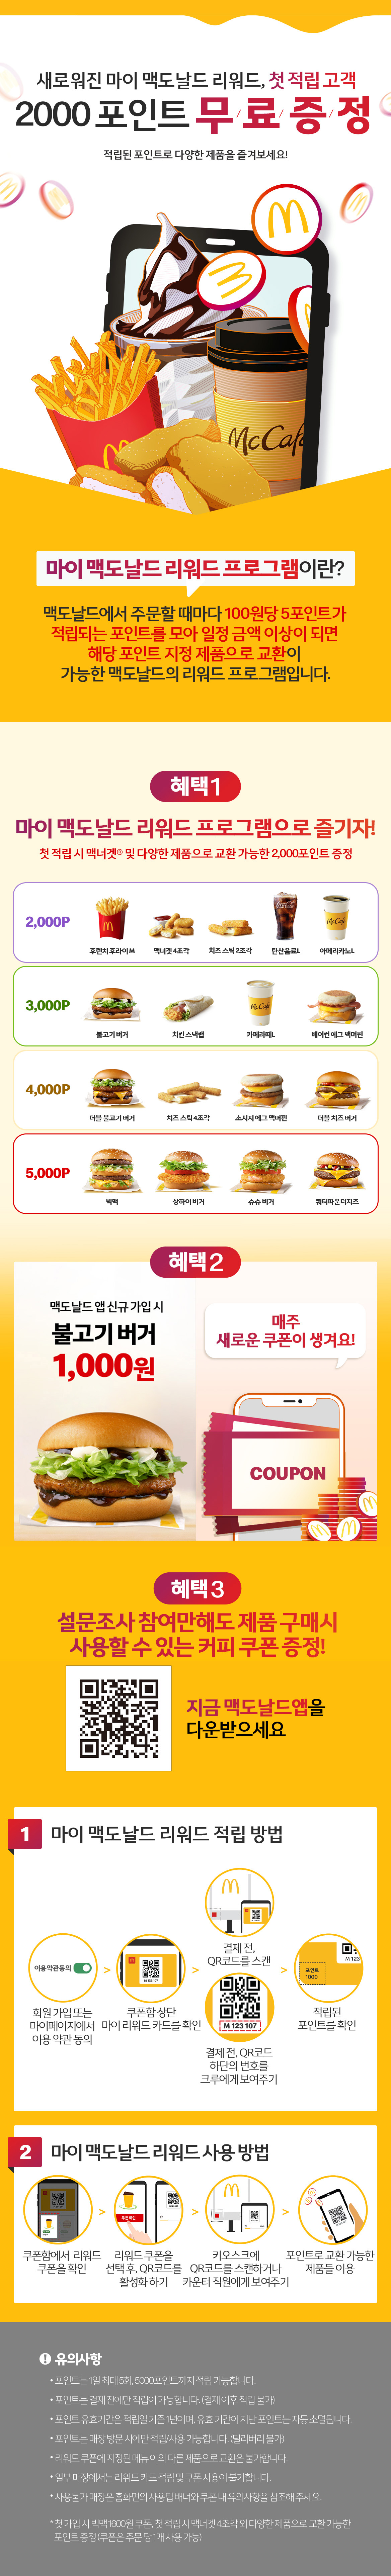 새로워진 마이 맥도날드 리워드, 첫 적립 고객
2000 포인트 무/료/증/정
적립된 포인트로 다양한 제품을 즐겨보세요!
McCafé
마이 맥도날드 리워드 프로그램이란?
맥도날드에서 주문할 때마다 100원당 5포인트가
적립되는 포인트를 모아 일정 금액 이상이 되면
해당 포인트 지정 제품으로 교환이
가능한 맥도날드의 리워드 프로그램입니다.
혜택1
마이 맥도날드 리워드 프로그램으로 즐기자!
첫 적립 시 맥너겟® 및 다양한 제품으로 교환 가능한 2,000포인트 증정
2,000P
후렌치 후라이 M
맥너겟 4조각
치즈 스틱 2조각
탄산음료L
아메리카노L
3,000P
불고기 버거
치킨 스낵랩
카페라떼L
베이컨 에그 맥머핀
4,000P
더블 불고기 버거
치즈 스틱 4조각
소시지 에그 맥머핀
더블 치즈 버거
5,000P
빅맥
상하이 버거
슈슈 버거
쿼터파운더치즈
혜택2
맥도날드 앱 신규 가입 시
불고기 버거
1,000원
매주
새로운 쿠폰이 생겨요!
COUPON
혜택3
설문조사 참여만해도 제품 구매시
사용할 수 있는 커피 쿠폰 증정!
지금 맥도날드앱을
다운받으세요
1 마이 맥도날드 리워드 적립 방법
이용약관동의
회원 가입 또는
마이페이지에서
이용 약관 동의
>
M 123 107
쿠폰함 상단
마이 리워드 카드를 확인
>
결제 전,
QR코드를 스캔
M 123 107
결제 전, QR코드
하단의 번호를
크루에게 보여주기
>
포인트
1000
M 123
적립된
포인트를 확인
2 마이 맥도날드 리워드 사용 방법
쿠폰함에서 리워드
쿠폰을 확인
>
리워드 쿠폰을
선택 후, QR코드를
활성화 하기
>
키오스크에
QR코드를 스캔하거나
카운터 직원에게 보여주기
>
포인트로 교환 가능한
제품들 이용
유의사항
• 포인트는 1일 최대 5회, 5000포인트까지 적립 가능합니다.
• 포인트는 결제 전에만 적립이 가능합니다. (결제 이후 적립 불가)
• 포인트 유효기간은 적립일 기준 1년이며, 유효 기간이 지난 포인트는 자동 소멸됩니다.
• 포인트는 매장 방문 시에만 적립/사용 가능합니다. (딜리버리 불가)
• 리워드 쿠폰에 지정된 메뉴 이외 다른 제품으로 교환은 불가합니다.
• 일부 매장에서는 리워드 카드 적립 및 쿠폰 사용이 불가합니다.
• 사용불가 매장은 홈화면의 사용팁 배너와 쿠폰 내 유의사항을 참조해 주세요.
* 첫 가입 시 빅맥 1600원 쿠폰, 첫 적립 시 맥너겟 4조각 외 다양한 제품으로 교환 가능한
포인트 증정 (쿠폰은 주문 당 1개 사용 가능)